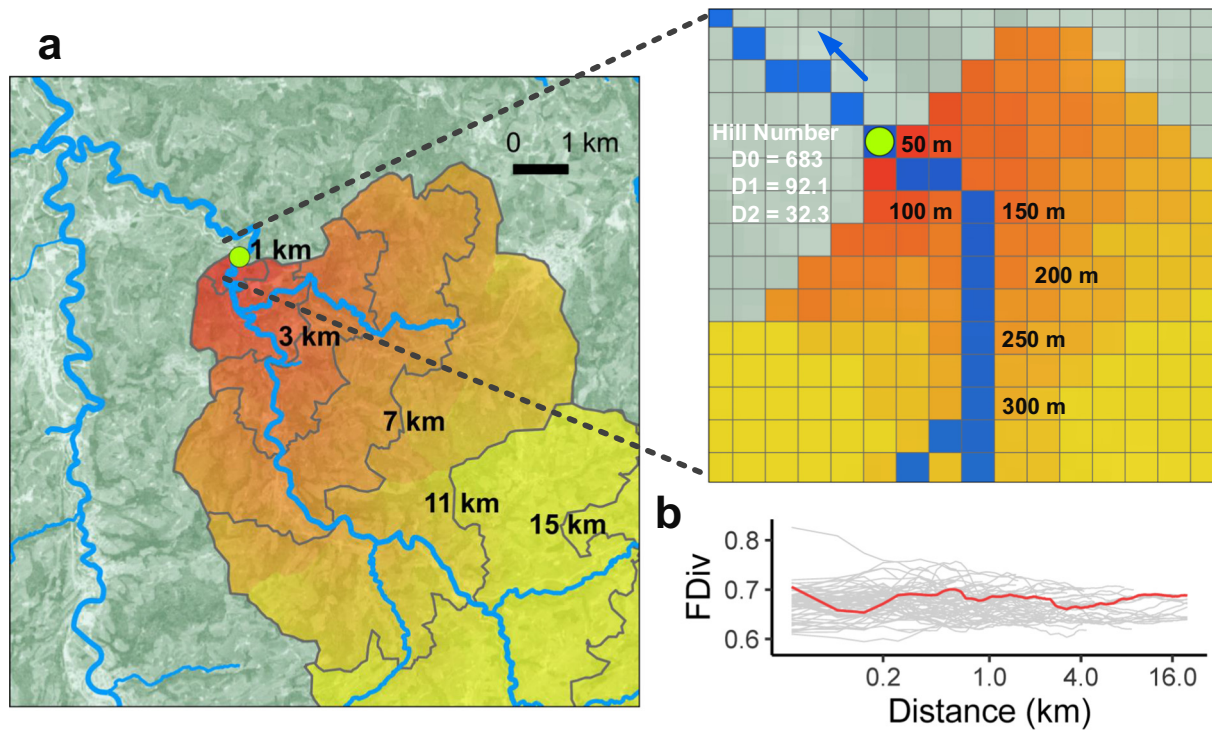 a
0 1 km
1 km
3 km
7 km
11 km
15 km
Hill Number
D0 = 683
D1 = 92.1
D2 = 32.3
50 m
100 m
150 m
200 m
250 m
300 m
b
FDiv
0.8
0.7
0.6
0.2 1.0 4.0 16.0
Distance (km)